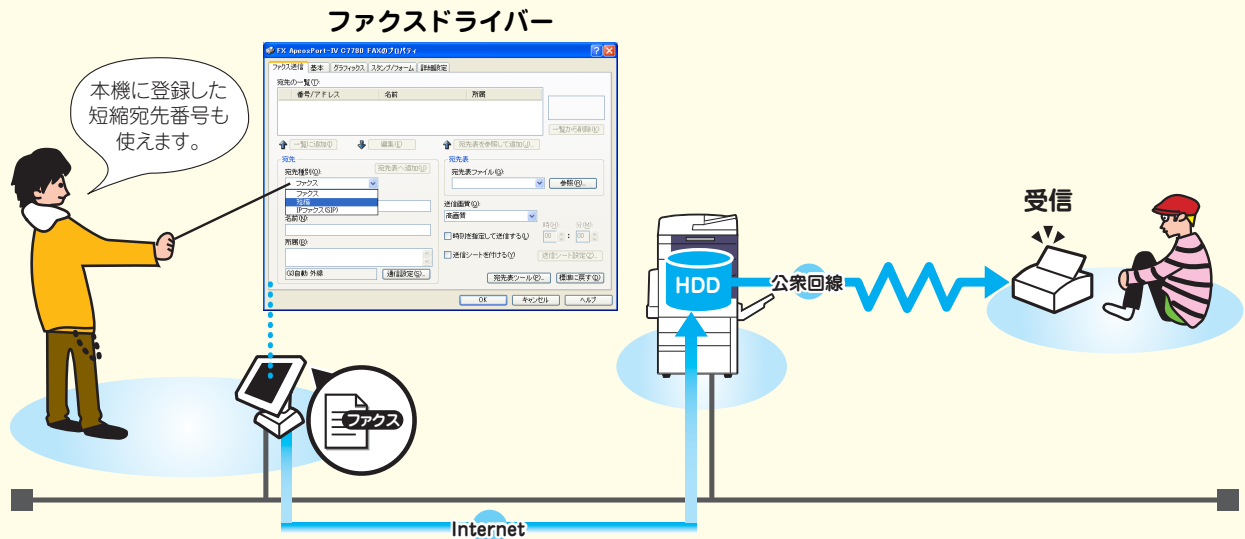 ファクスドライバー
FX ApeosPort-IV C7780 FAXのプロパティ
ファクス送信 基本 グラフィックス スタンプ/フォーム 詳細設定
宛先の一覧(T):
番号/アドレス 名前 所属
一覧から削除(X)
一覧に追加(I) 編集(E) 宛先表を参照して追加(J)...
宛先
宛先種別(Q): 宛先表へ追加(U)
ファクス
ファクス
短縮
IPファクス(SIP)
名前(N):
所属(B):
G3自動 外線 通信設定(S)...
宛先表
宛先表ファイル(G):
参照(R)...
送信画質(Q):
高画質
時(H): 分(M):
時刻を指定して送信する(L) 00 : 00
送信シートを付ける(Y) 送信シート設定(Z)...
宛先表ツール(P)... 標準に戻す(D)
OK キャンセル ヘルプ
本機に登録した
短縮宛先番号も
使えます。
ファクス
HDD
公衆回線
受信
Internet